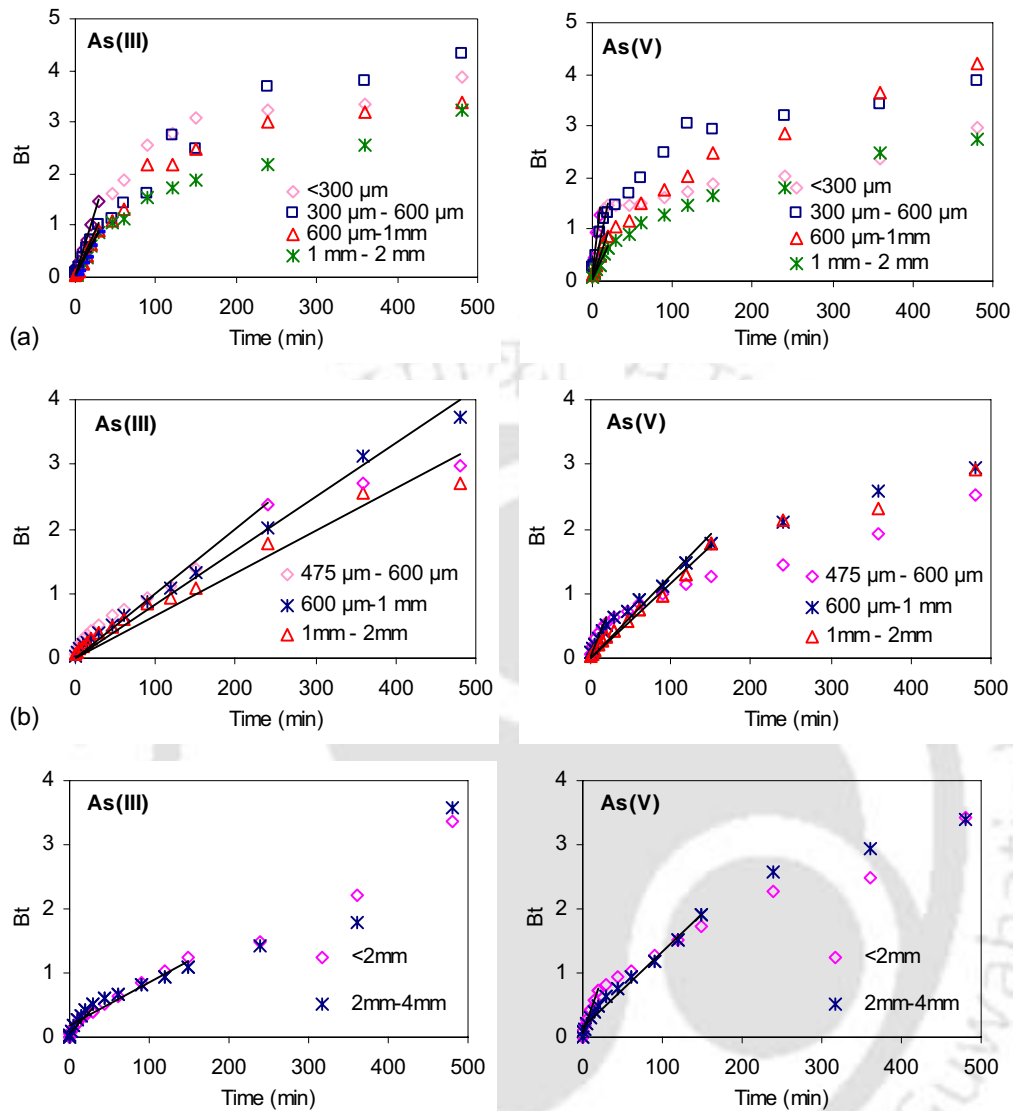 As(III)
5
4
3
2
1
0
Bt
<300 µm
300 µm - 600 µm
600 µm-1mm
1 mm - 2 mm
0 100 200 300 400 500
Time (min)
(a)
As(V)
5
4
3
2
1
0
Bt
<300 µm
300 µm - 600 µm
600 µm-1mm
1 mm - 2 mm
0 100 200 300 400 500
Time (min)
As(III)
4
3
2
1
0
Bt
475 µm - 600 µm
600 µm-1 mm
1mm - 2mm
0 100 200 300 400 500
Time (min)
(b)
As(V)
4
3
2
1
0
Bt
475 µm - 600 µm
600 µm-1 mm
1mm - 2mm
0 100 200 300 400 500
Time (min)
As(III)
4
3
2
1
0
Bt
<2mm
2mm-4mm
0 100 200 300 400 500
Time (min)
As(V)
4
3
2
1
0
Bt
<2mm
2mm-4mm
0 100 200 300 400 500
Time (min)